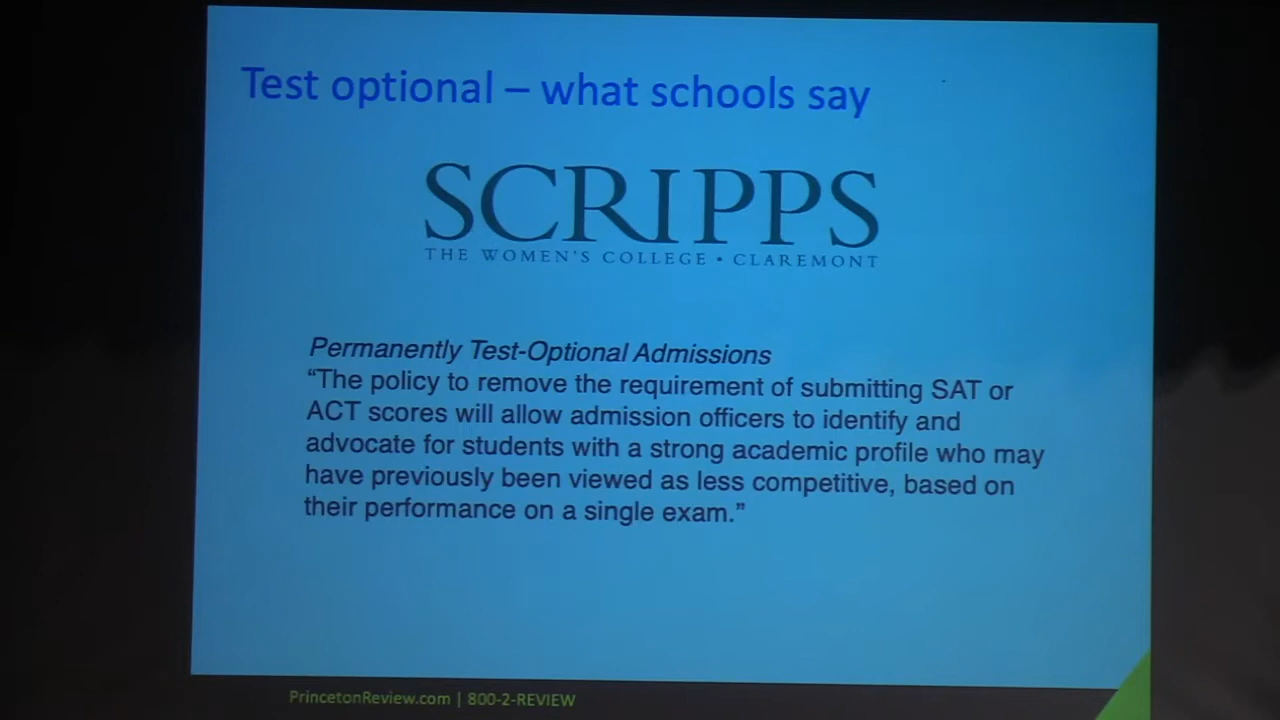 Test optional – what schools say
SCRIPPS
THE WOMEN'S COLLEGE • CLAREMONT
Permanently Test-Optional Admissions
“The policy to remove the requirement of submitting SAT or
ACT scores will allow admission officers to identify and
advocate for students with a strong academic profile who may
have previously been viewed as less competitive, based on
their performance on a single exam.”
PrincetonReview.com | 800-2-REVIEW